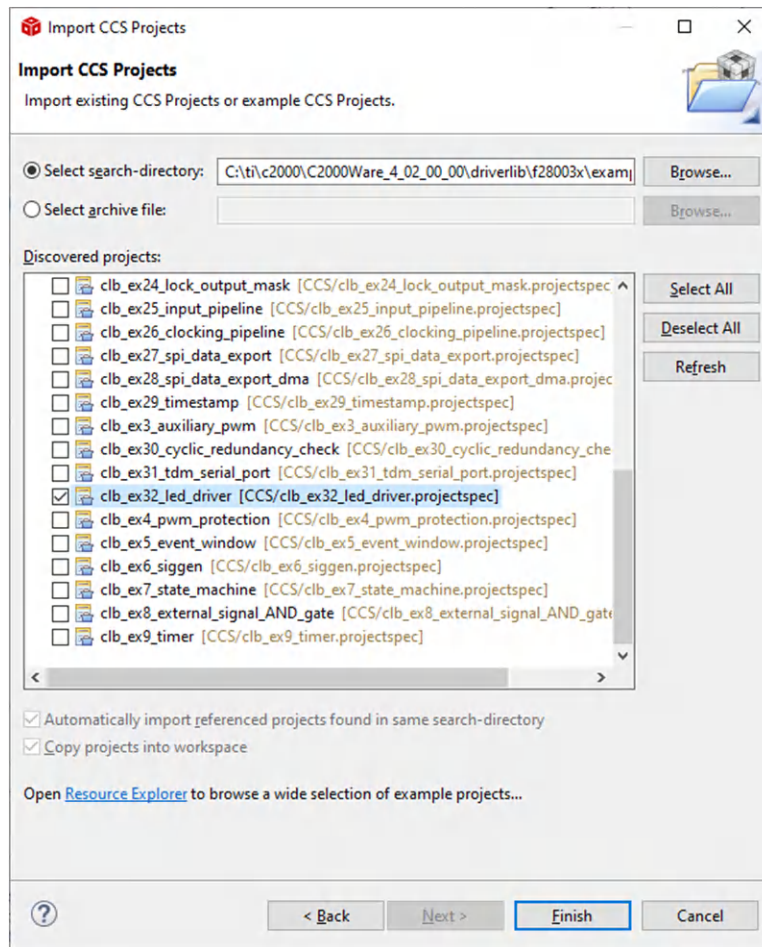 Import CCS Projects
Import CCS Projects
Import existing CCS Projects or example CCS Projects.
Select search-directory: C:\ti\c2000\C2000Ware_4_02_00_00\driverlib\f28003x\examp Browse...
Select archive file: Browse...
Discovered projects:
clb_ex24_lock_output_mask [CCS/clb_ex24_lock_output_mask.projectspec Select All
clb_ex25_input_pipeline [CCS/clb_ex25_input_pipeline.projectspec]
clb_ex26_clocking_pipeline [CCS/clb_ex26_clocking_pipeline.projectspec] Deselect All
clb_ex27_spi_data_export [CCS/clb_ex27_spi_data_export.projectspec]
clb_ex28_spi_data_export_dma [CCS/clb_ex28_spi_data_export_dma.projec Refresh
clb_ex29_timestamp [CCS/clb_ex29_timestamp.projectspec]
clb_ex3_auxiliary_pwm [CCS/clb_ex3_auxiliary_pwm.projectspec]
clb_ex30_cyclic_redundancy_check [CCS/clb_ex30_cyclic_redundancy_che
clb_ex31_tdm_serial_port [CCS/clb_ex31_tdm_serial_port.projectspec]
clb_ex32_led_driver [CCS/clb_ex32_led_driver.projectspec]
clb_ex4_pwm_protection [CCS/clb_ex4_pwm_protection.projectspec]
clb_ex5_event_window [CCS/clb_ex5_event_window.projectspec]
clb_ex6_siggen [CCS/clb_ex6_siggen.projectspec]
clb_ex7_state_machine [CCS/clb_ex7_state_machine.projectspec]
clb_ex8_external_signal_AND_gate [CCS/clb_ex8_external_signal_AND_gate
clb_ex9_timer [CCS/clb_ex9_timer.projectspec]
Automatically import referenced projects found in same search-directory
Copy projects into workspace
Open Resource Explorer to browse a wide selection of example projects...
? < Back Next > Finish Cancel